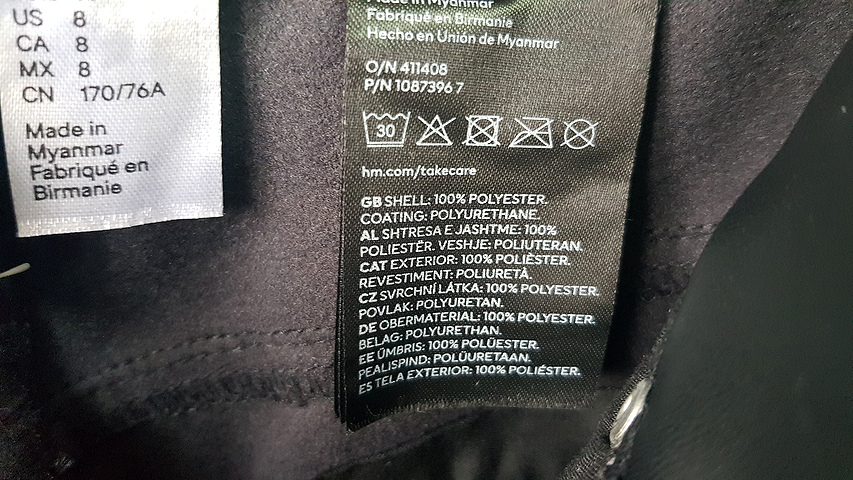 US 8
CA 8
MX 8
CN 170/76A
Made in
Myanmar
Fabriqué en
Birmanie
Made in Myanmar
Fabriqué en Birmanie
Hecho en Unión de Myanmar
O/N 411408
P/N 1087396 7
30
hm.com/takecare
GB SHELL: 100% POLYESTER.
COATING: POLYURETHANE.
AL SHTRESA E JASHTME: 100%
POLIESTËR. VESHJE: POLIUTERAN.
CAT EXTERIOR: 100% POLIÈSTER.
REVESTIMENT: POLIURETÀ.
CZ SVRCHNÍ LÁTKA: 100% POLYESTER.
POVLAK: POLYURETAN.
DE OBERMATERIAL: 100% POLYESTER.
BELAG: POLYURETHAN.
EE ÜMBRIS: 100% POLÜESTER.
PEALISPIND: POLÜURETAAN.
ES TELA EXTERIOR: 100% POLIÉSTER.